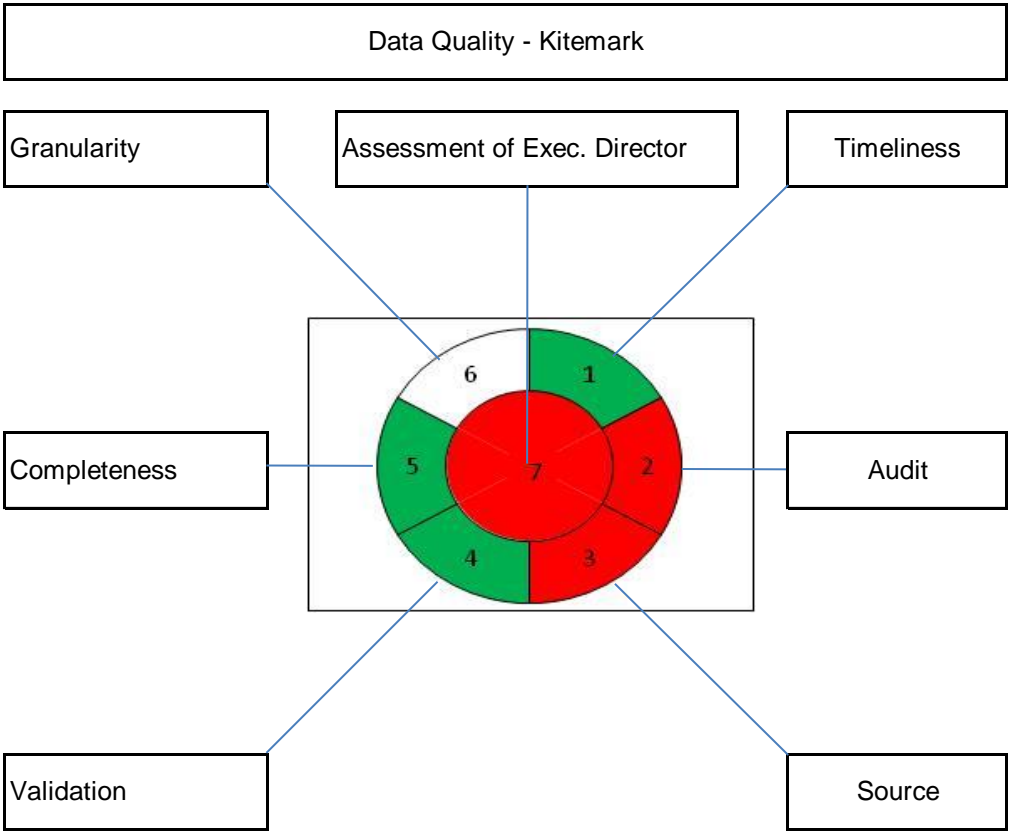 Data Quality - Kitemark
Granularity
Assessment of Exec. Director
Timeliness
6
1
Completeness
5
7
2
Audit
4
3
Validation
Source